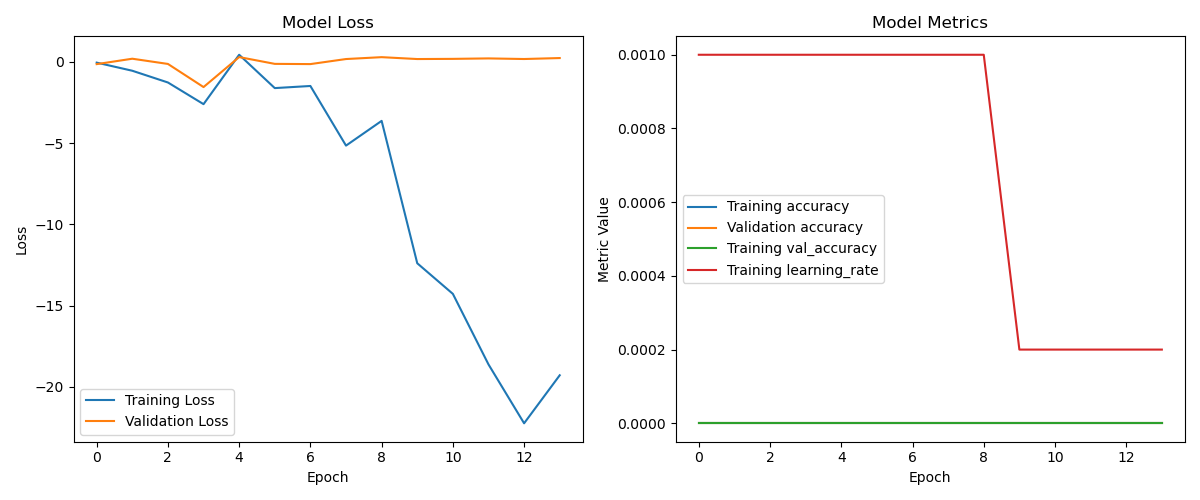 Model Loss
0
−5
−10
−15
−20
Loss
Training Loss
Validation Loss
0 2 4 6 8 10 12
Epoch
Model Metrics
0.0010
0.0008
0.0006
0.0004
0.0002
0.0000
Metric Value
Training accuracy
Validation accuracy
Training val_accuracy
Training learning_rate
0 2 4 6 8 10 12
Epoch